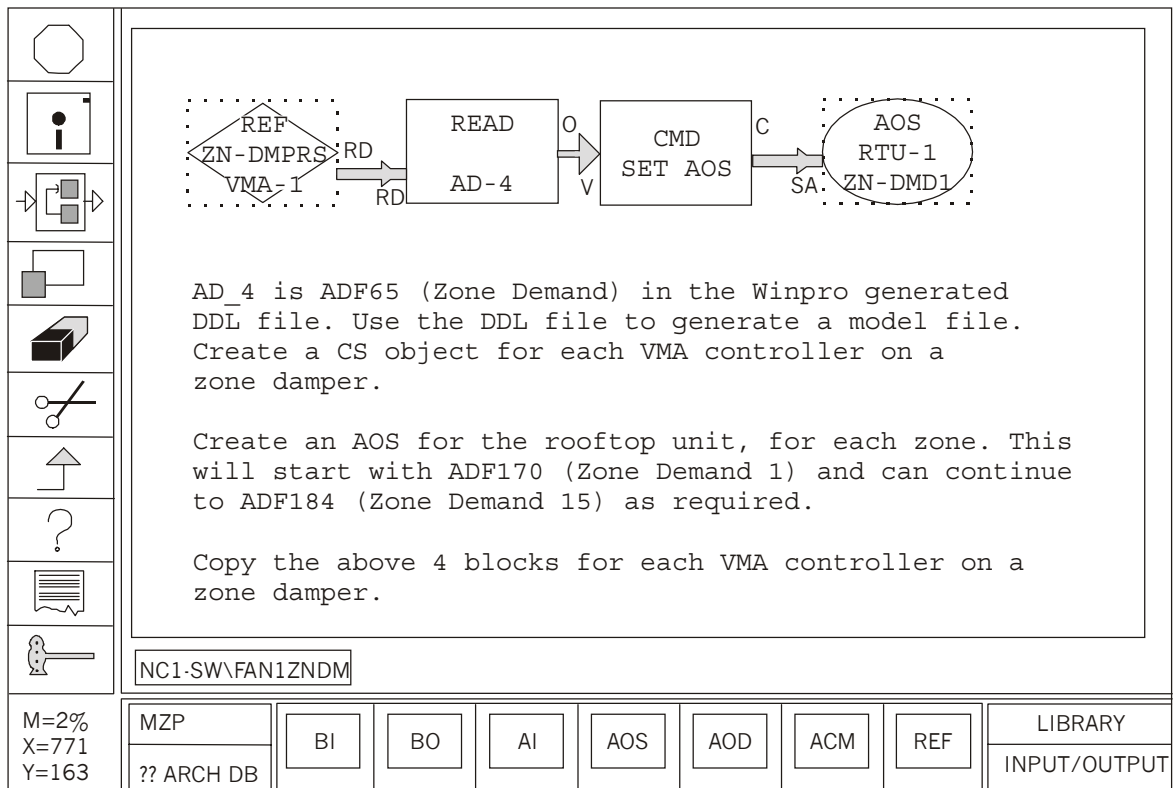 REF
ZN-DMPRS
VMA-1
RD
RD
READ
AD-4
O
V
CMD
SET AOS
C
SA
AOS
RTU-1
ZN-DMD1
AD_4 is ADF65 (Zone Demand) in the Winpro generated
DDL file. Use the DDL file to generate a model file.
Create a CS object for each VMA controller on a
zone damper.
Create an AOS for the rooftop unit, for each zone. This
will start with ADF170 (Zone Demand 1) and can continue
to ADF184 (Zone Demand 15) as required.
Copy the above 4 blocks for each VMA controller on a
zone damper.
?
NC1-SW\FAN1ZNDM
M=2%
X=771
Y=163
MZP
?? ARCH DB
BI
BO
AI
AOS
AOD
ACM
REF
LIBRARY
INPUT/OUTPUT